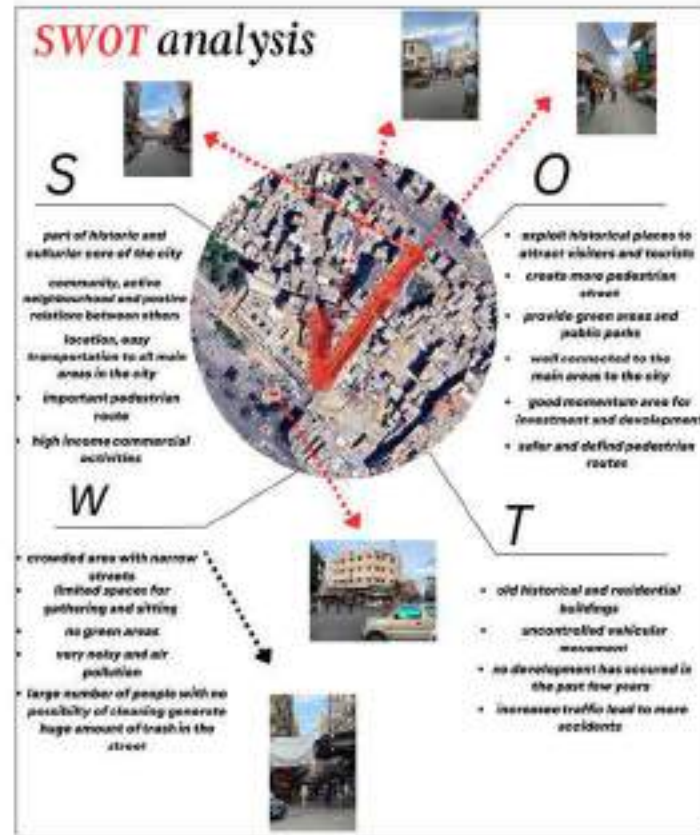 SWOT analysis
S
part of historic and
culturler core of the city
community, active
neighbourhood and postive
relations between others
location, easy
transportation to all main
areas in the city
• important pedestrian
route
• high income commercial
activities
O
• exploit historical places to
attract visitors and tourists
• create more pedestrian
street
• provide green areas and
public parks
• well connected to the
main areas to the city
• good momentum area for
investment and development
• safer and defind pedestrian
routes
W
• crowded area with narrow
streets
• limited spaces for
gathering and sitting
• no green areas
• very noisy and air
pollution
• large number of people with no
possibilty of cleaning generate
huge amount of trash in the
street
T
• old historical and residential
buildings
• uncontrolled vehicular
movement
• no development has occured in
the past few years
• increasen traffic lead to more
accidents